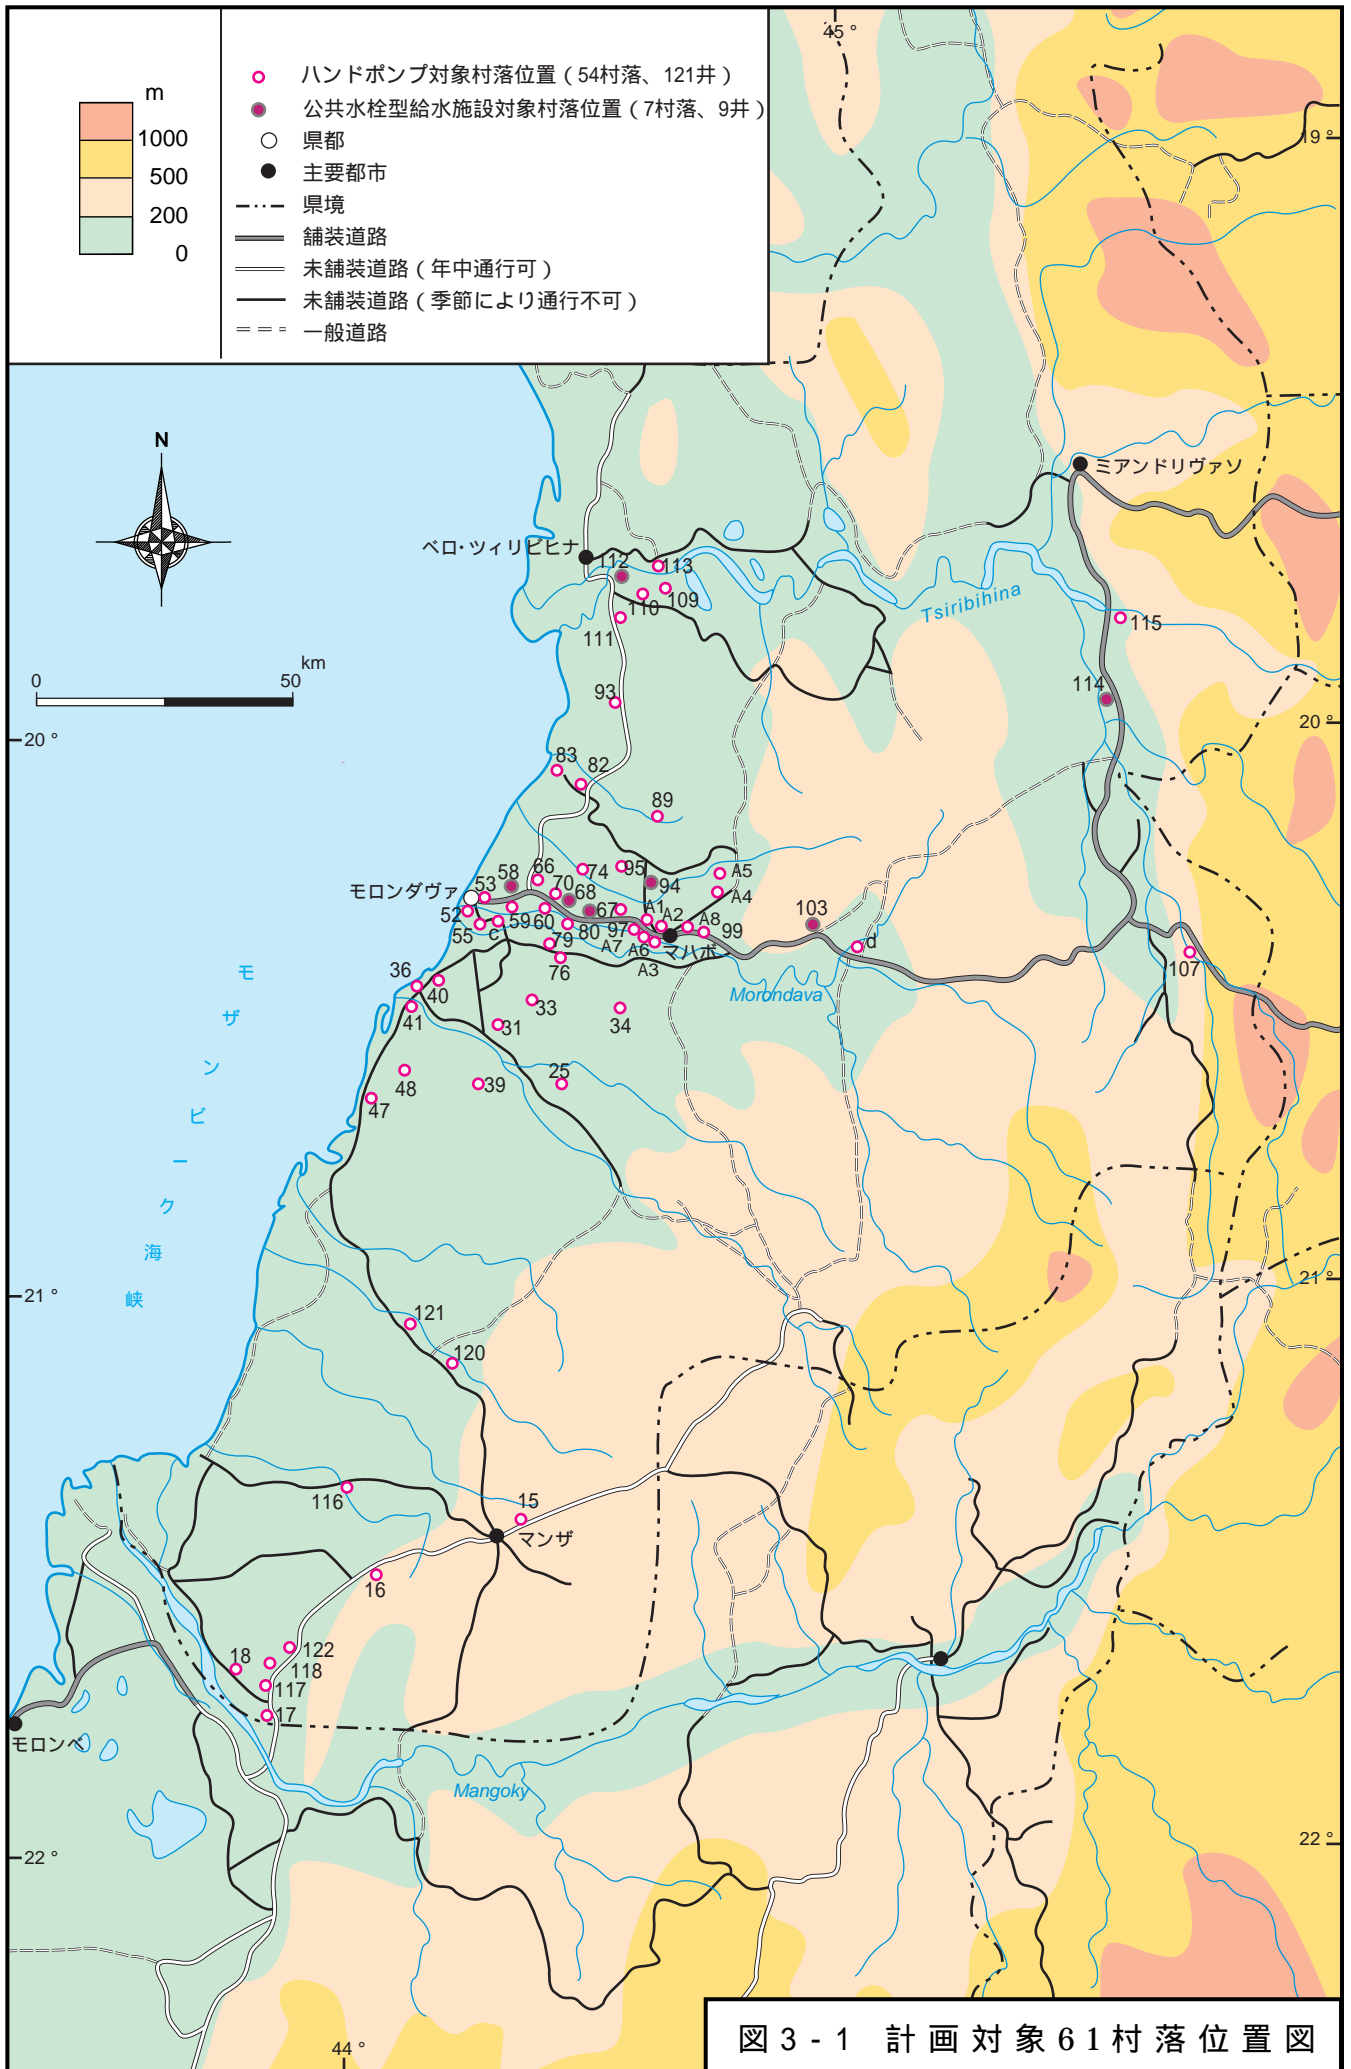 m
1000
500
200
0
ハンドポンプ対象村落位置（54村落、121井）
公共水栓型給水施設対象村落位置（7村落、9井）
県都
主要都市
県境
舗装道路
未舗装道路（年中通行可）
未舗装道路（季節により通行不可）
一般道路
45°
19°
N
ミアンドリヴァソ
ベロ・ツィリビヒナ
112
113
109
110
111
Tsiribihina
115
114
0
50
km
93
20°
20°
83
82
89
95
74
A5
94
A4
モロンダヴァ
53
58
66
70
68
67
52
55
c
59
60
80
97
A1
A2
A8
99
103
d
107
79
A7
A6
マハボ
76
A3
Morondava
36
40
41
33
31
34
48
47
39
25
モ
ザ
ン
ビ
ー
ク
海
峡
21°
21°
121
120
116
15
マンザ
16
122
18
118
117
17
モロンベ
Mangoky
22°
22°
44°
図3-1 計画対象61村落位置図